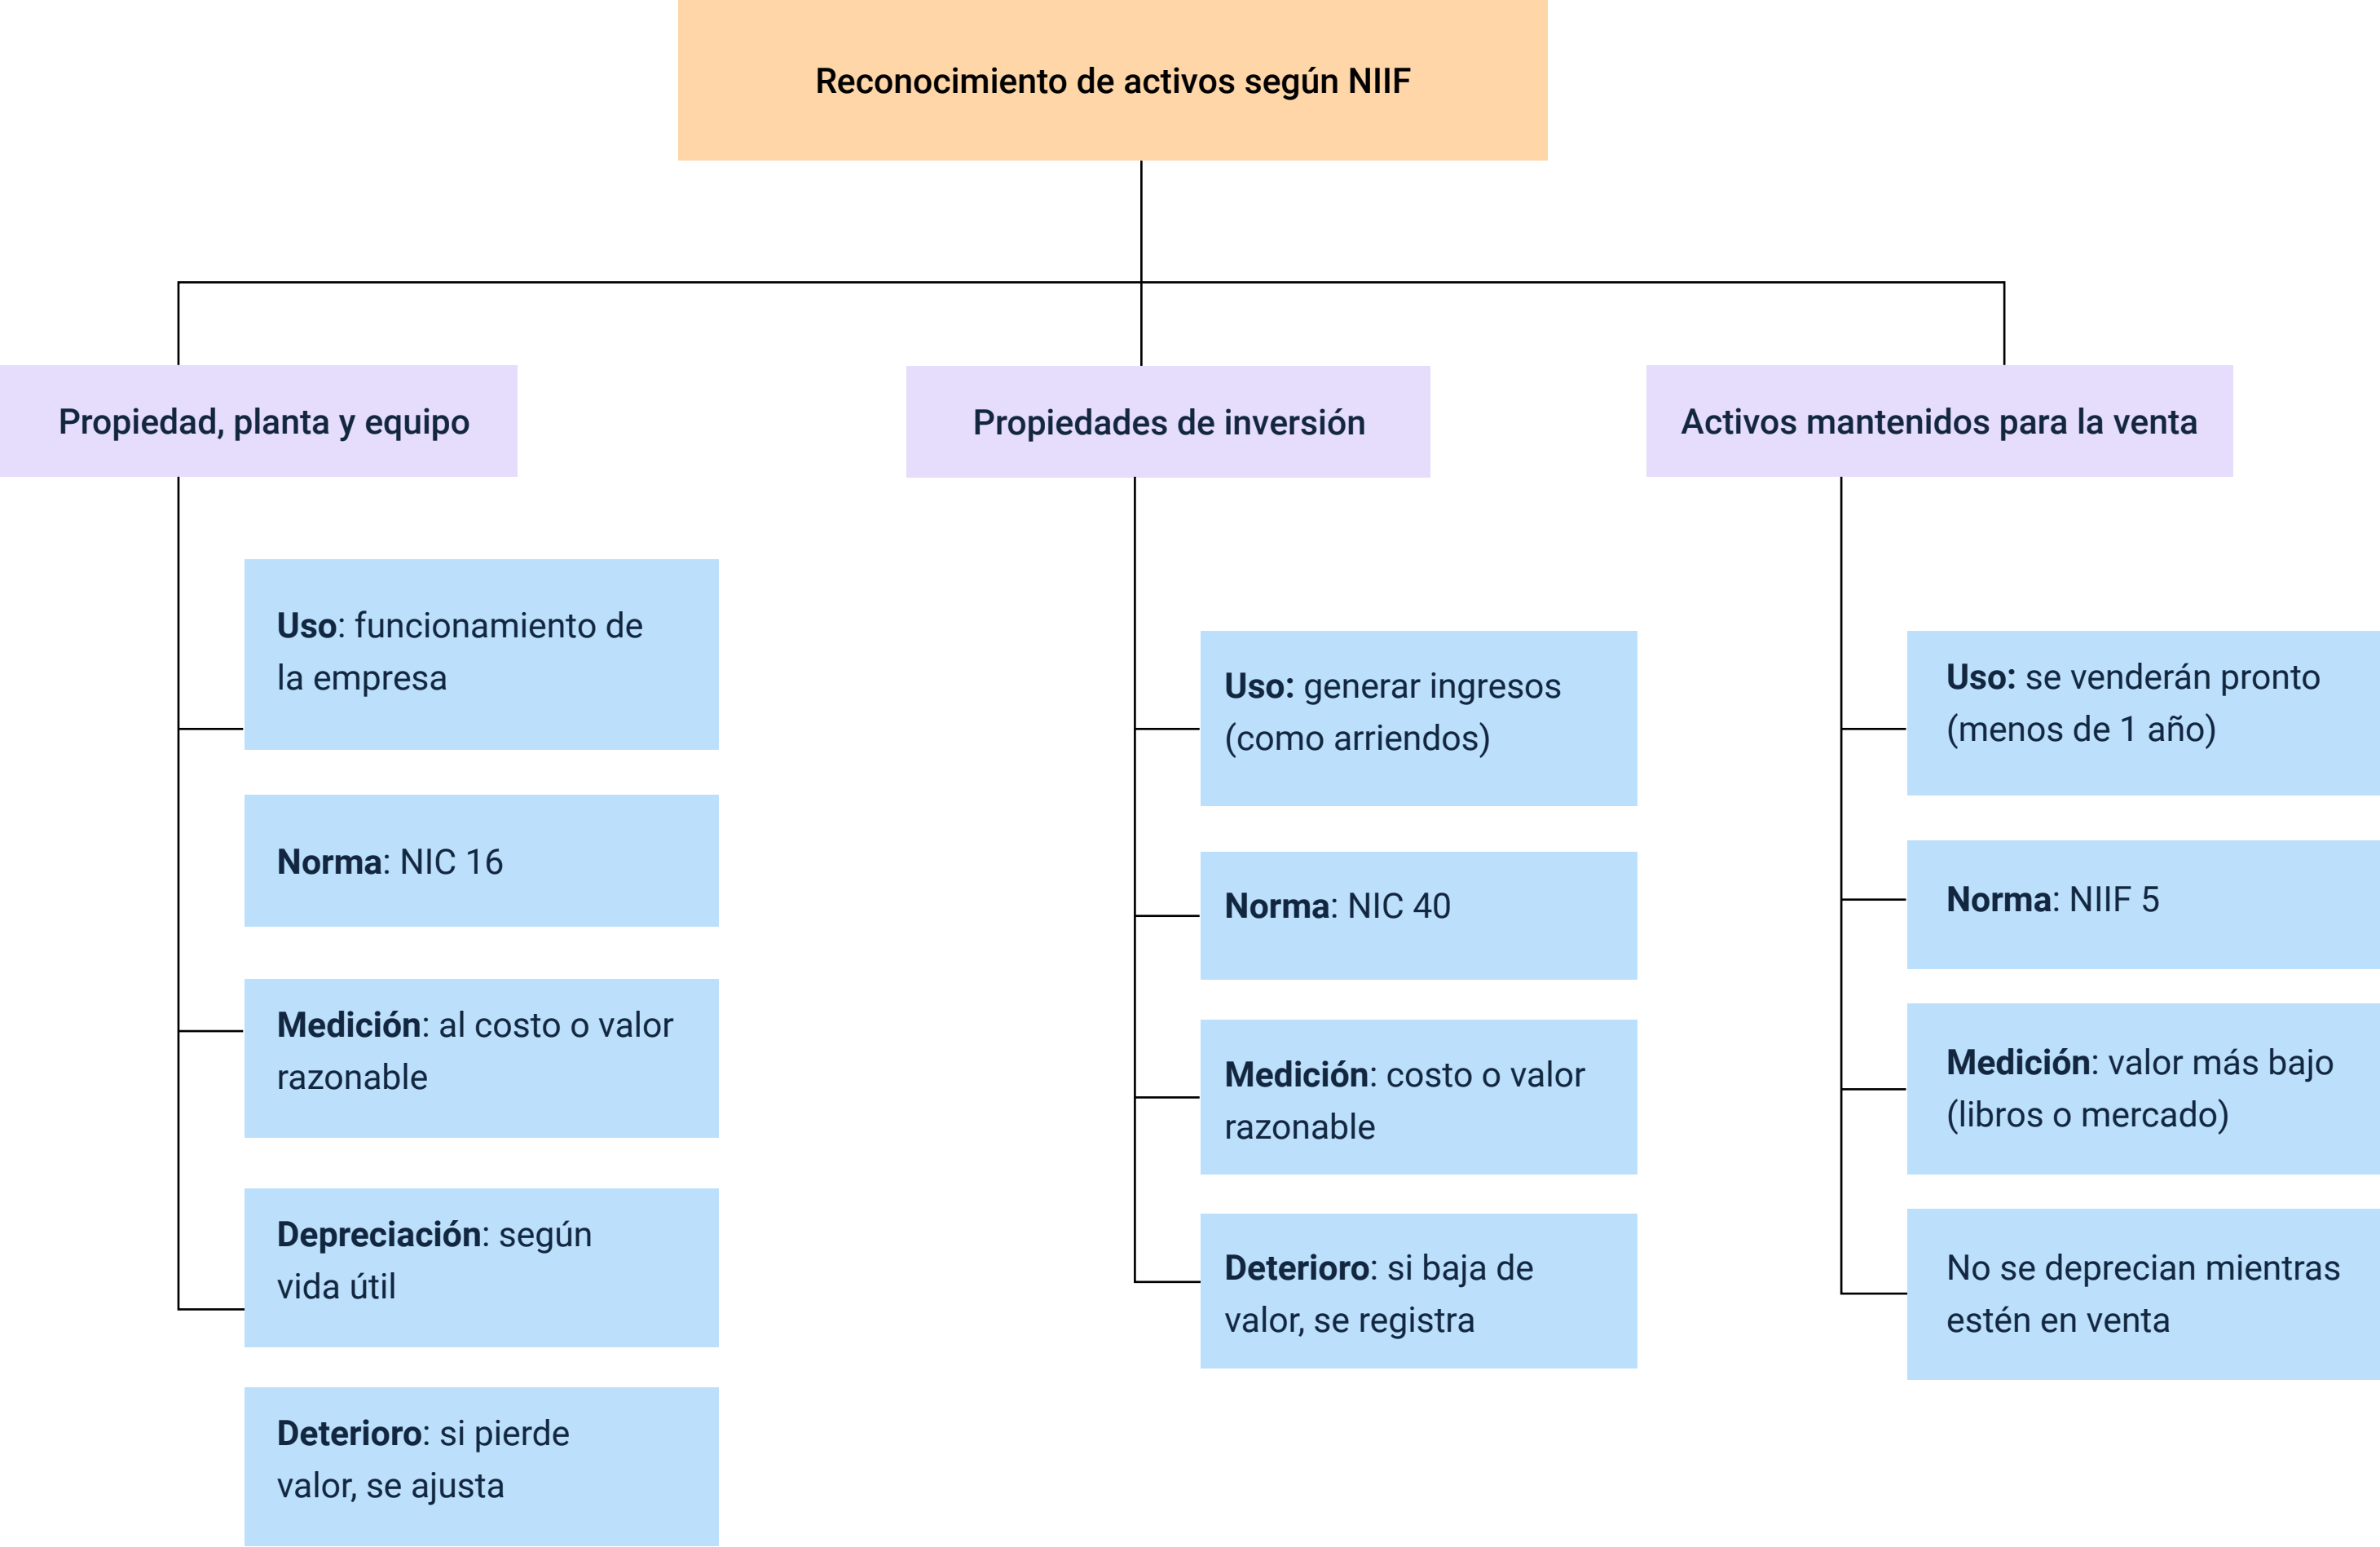 Reconocimiento de activos según NIIF
Propiedad, planta y equipo
Uso: funcionamiento de
la empresa
Norma: NIC 16
Medición: al costo o valor
razonable
Depreciación: según
vida útil
Deterioro: si pierde
valor, se ajusta
Propiedades de inversión
Uso: generar ingresos
(como arriendos)
Norma: NIC 40
Medición: costo o valor
razonable
Deterioro: si baja de
valor, se registra
Activos mantenidos para la venta
Uso: se venderán pronto
(menos de 1 año)
Norma: NIIF 5
Medición: valor más bajo
(libros o mercado)
No se deprecian mientras
estén en venta